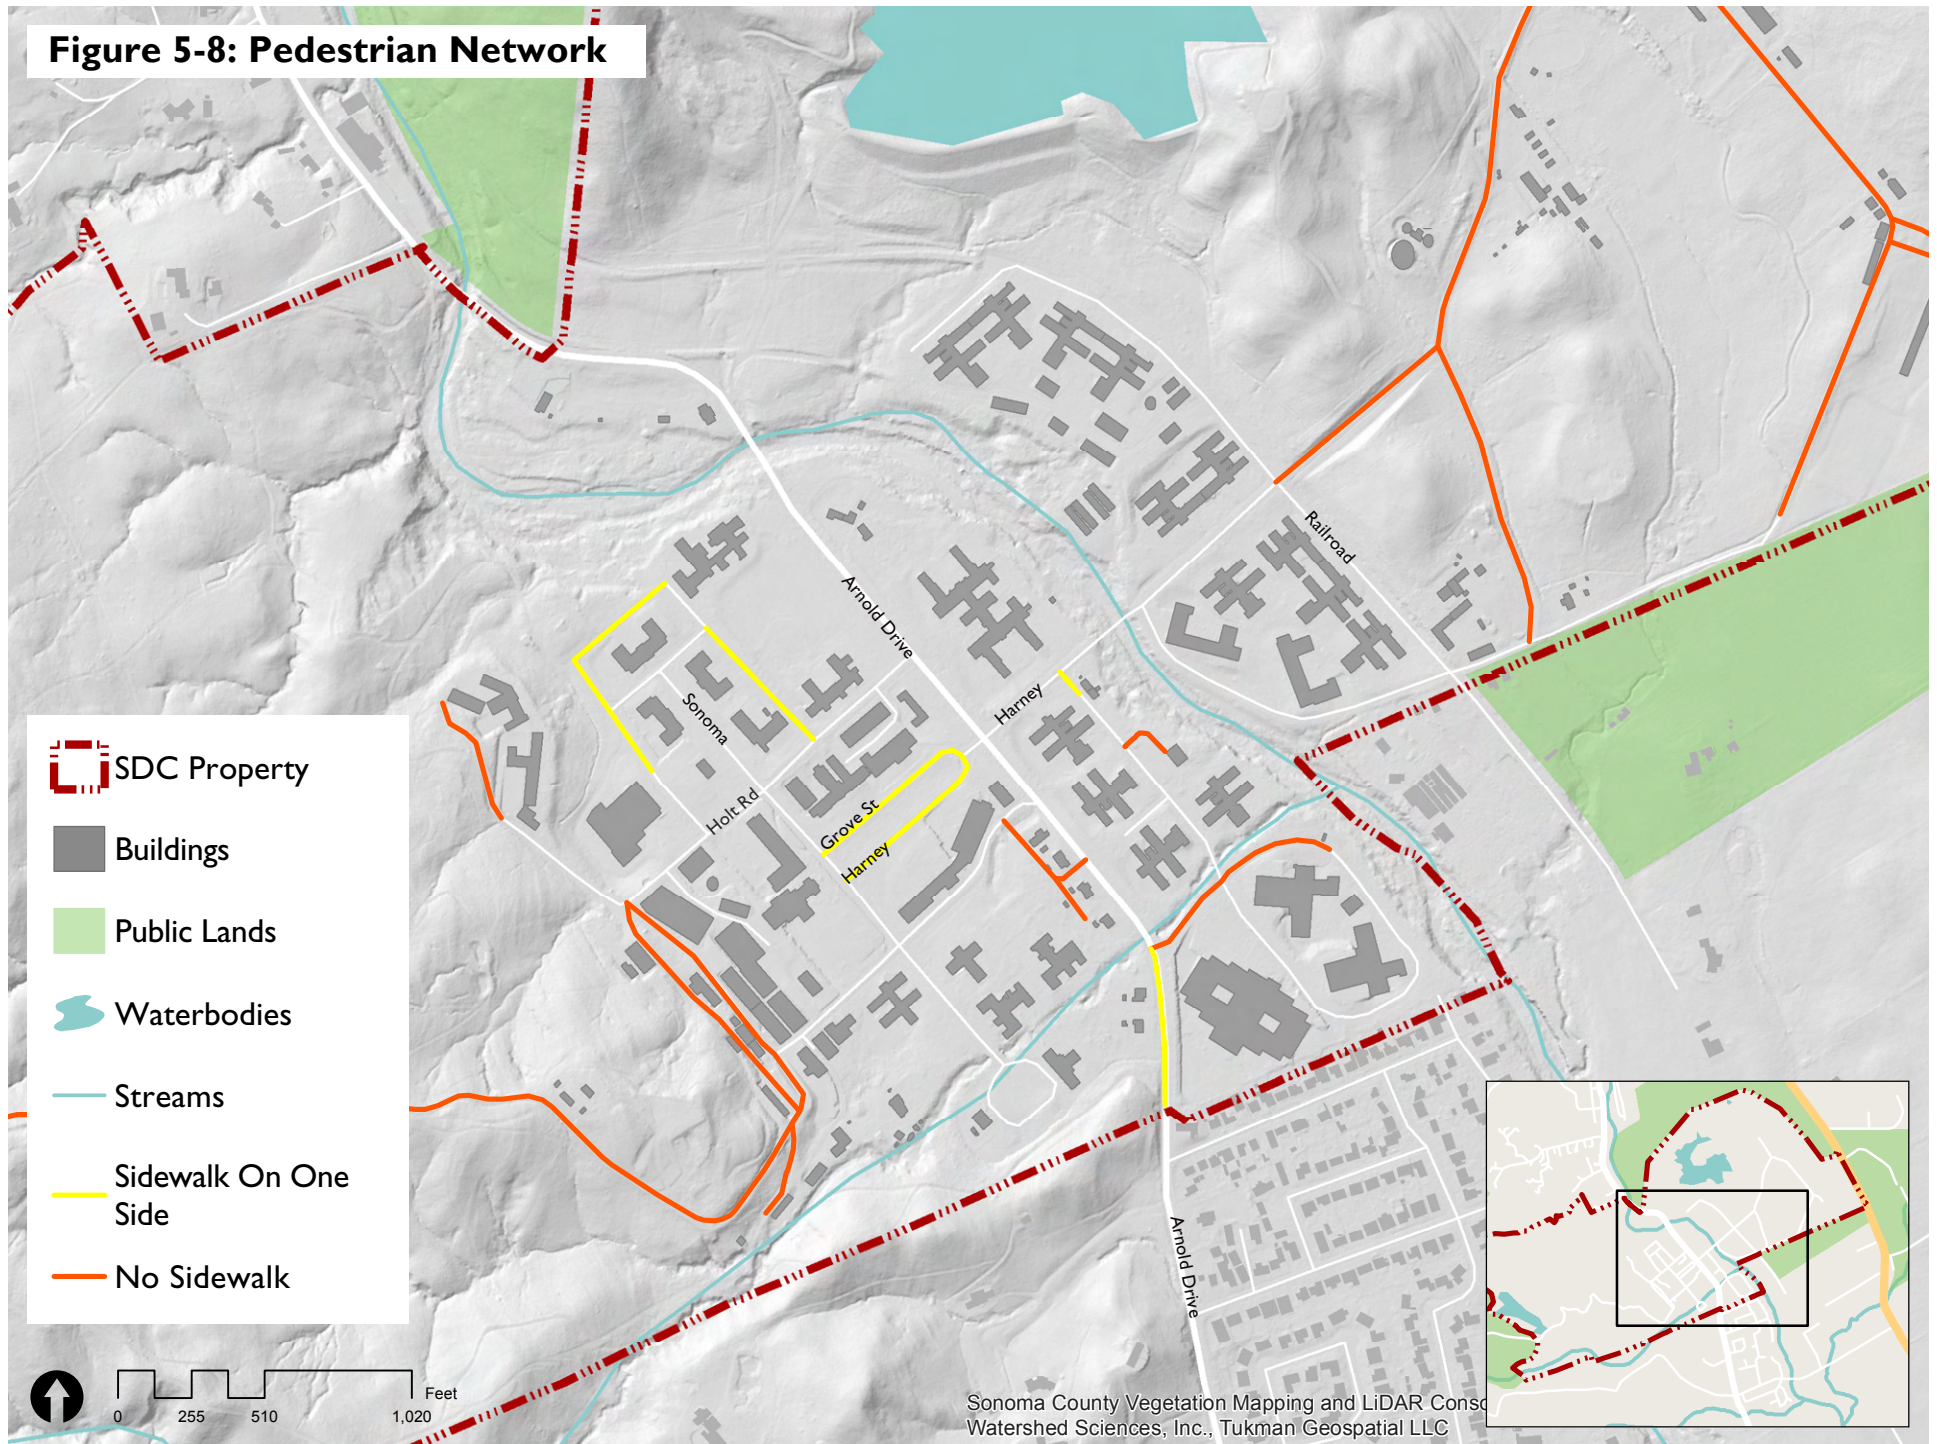 Figure 5-8: Pedestrian Network
Railroad
Arnold Drive
Harney
Sonoma
Holt Rd
Grove St
Harney
SDC Property
Buildings
Public Lands
Waterbodies
Streams
Sidewalk On One
Side
No Sidewalk
Arnold Drive
Feet
0 255 510 1,020
Sonoma County Vegetation Mapping and LiDAR Conso
Watershed Sciences, Inc., Tukman Geospatial LLC